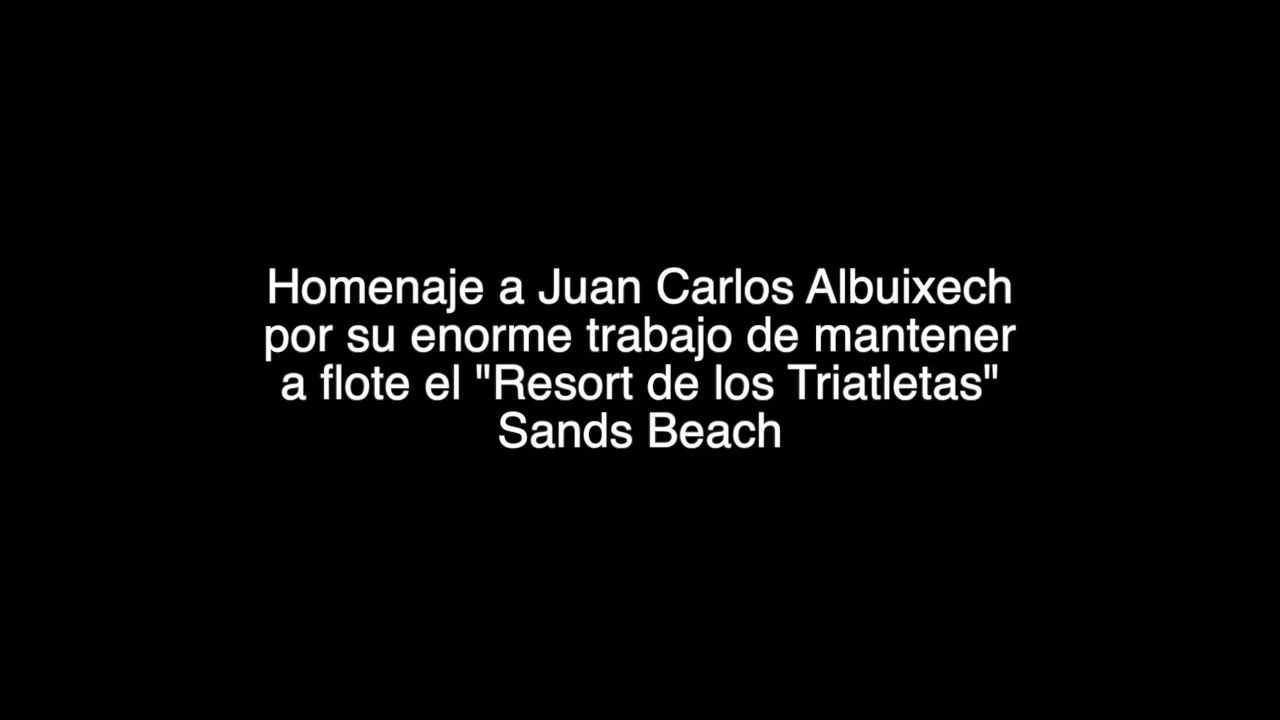 Homenaje a Juan Carlos Albuixech
por su enorme trabajo de mantener
a flote el "Resort de los Triatletas"
Sands Beach